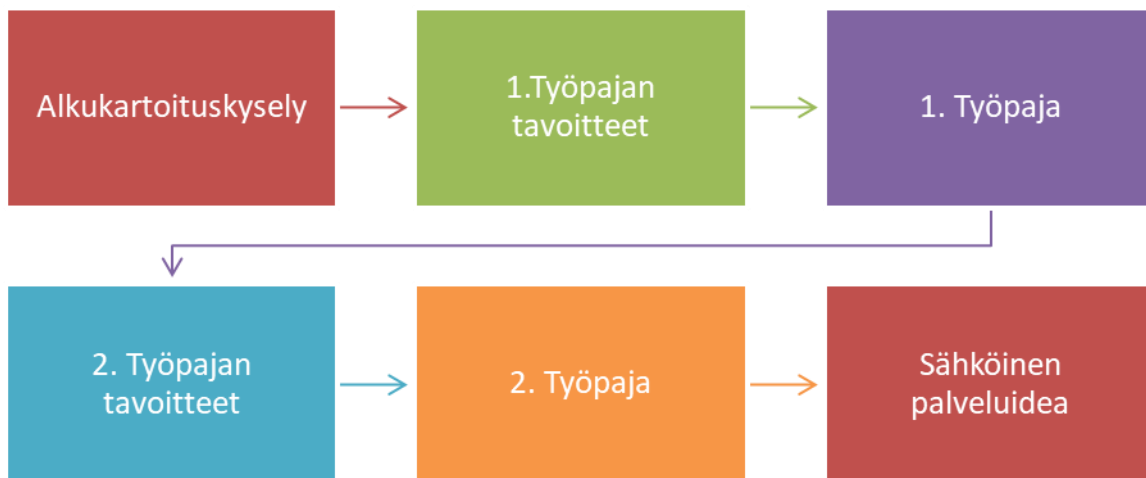 Alkukartoituskysely
1.Työpajan
tavoitteet
1. Työpaja
2. Työpajan
tavoitteet
2. Työpaja
Sähköinen
palveluidea